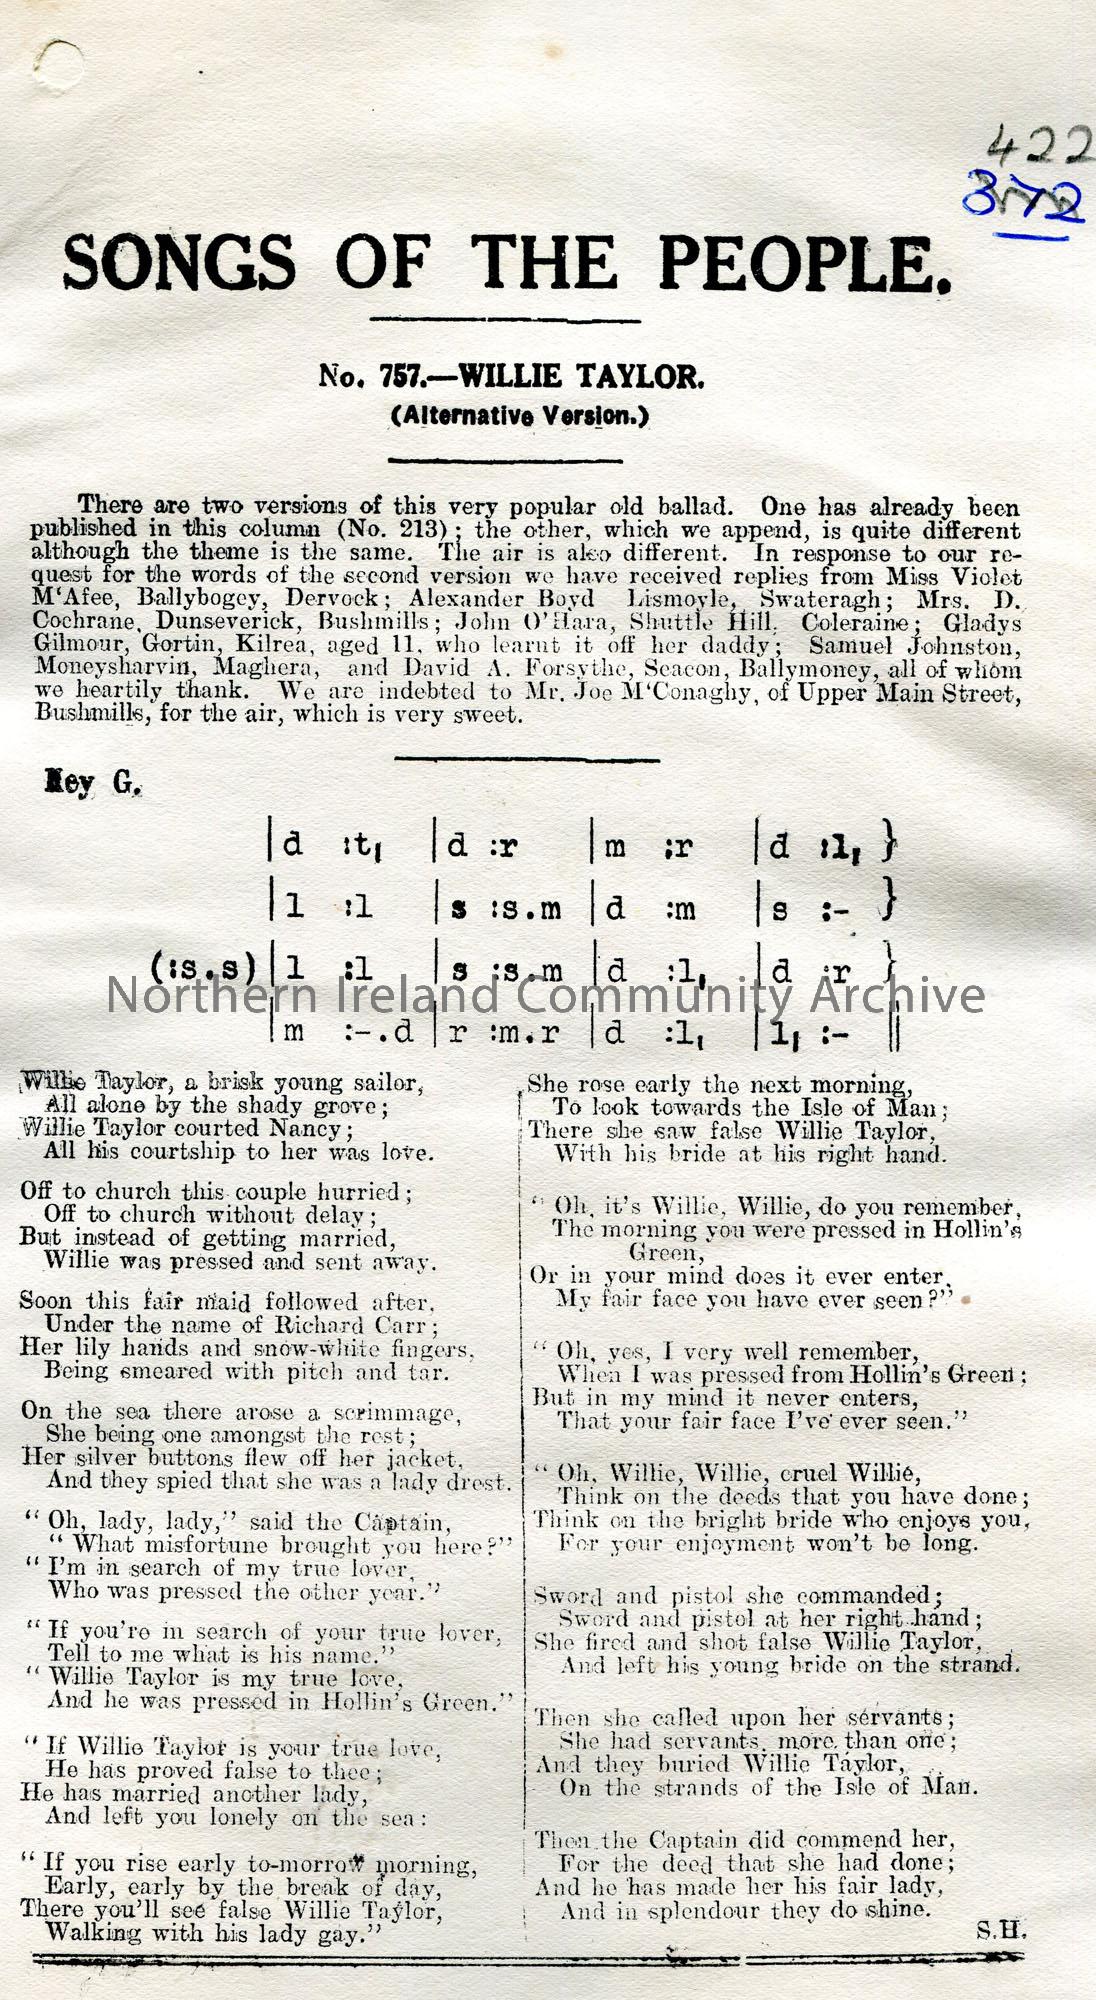 422
372
SONGS OF THE PEOPLE.
No. 757.—WILLIE TAYLOR.
(Alternative Version.)
There are two versions of this very popular old ballad. One has already been
published in this column (No. 213); the other, which we append, is quite different
although the theme is the same. The air is also different. In response to our re-
quest for the words of the second version we have received replies from Miss Violet
M'Afee, Ballybogey, Dervock; Alexander Boyd Lismoyle, Swateragh; Mrs. D.
Cochrane, Dunseverick, Bushmills; John O'Hara, Shuttle Hill, Coleraine; Gladys
Gilmour, Gortin, Kilrea, aged 11, who learnt it off her daddy; Samuel Johnston,
Moneysharvin, Maghera, and David A. Forsythe, Seacon, Ballymoney, all of whom
we heartily thank. We are indebted to Mr. Joe M'Conaghy, of Upper Main Street,
Bushmills, for the air, which is very sweet.
Key G.
|d :t, |d :r |m :r |d :l, }
|l :l |s :s.m |d :m |s :- }
(:s.s)|l :l |s :s.m |d :l, |d :r }
|m :-.d |r :m.r |d :l, |l, :- ||
Northern Ireland Community Archive
Willie Taylor, a brisk young sailor,
All alone by the shady grove;
Willie Taylor courted Nancy;
All his courtship to her was love.
Off to church this couple hurried;
Off to church without delay;
But instead of getting married,
Willie was pressed and sent away.
Soon this fair maid followed after,
Under the name of Richard Carr;
Her lily hands and snow-white fingers,
Being smeared with pitch and tar.
On the sea there arose a scrimmage,
She being one amongst the rest;
Her silver buttons flew off her jacket,
And they spied that she was a lady drest.
" Oh, lady, lady," said the Captain,
" What misfortune brought you here?"
" I'm in search of my true lover,
Who was pressed the other year."
" If you're in search of your true lover,
Tell to me what is his name."
" Willie Taylor is my true love,
And he was pressed in Hollin's Green."
" If Willie Taylor is your true love,
He has proved false to thee;
He has married another lady,
And left you lonely on the sea:
" If you rise early to-morrow morning,
Early, early by the break of day,
There you'll see false Willie Taylor,
Walking with his lady gay."
She rose early the next morning,
To look towards the Isle of Man;
There she saw false Willie Taylor,
With his bride at his right hand.
" Oh, it's Willie, Willie, do you remember,
The morning you were pressed in Hollin's
Green,
Or in your mind does it ever enter,
My fair face you have ever seen?"
" Oh, yes, I very well remember,
When I was pressed from Hollin's Green;
But in my mind it never enters,
That your fair face I've ever seen."
" Oh, Willie, Willie, cruel Willie,
Think on the deeds that you have done;
Think on the bright bride who enjoys you,
For your enjoyment won't be long.
Sword and pistol she commanded;
Sword and pistol at her right hand;
She fired and shot false Willie Taylor,
And left his young bride on the strand.
Then she called upon her servants;
She had servants, more than one;
And they buried Willie Taylor,
On the strands of the Isle of Man.
Then the Captain did commend her,
For the deed that she had done;
And he has made her his fair lady,
And in splendour they do shine.
S.H.